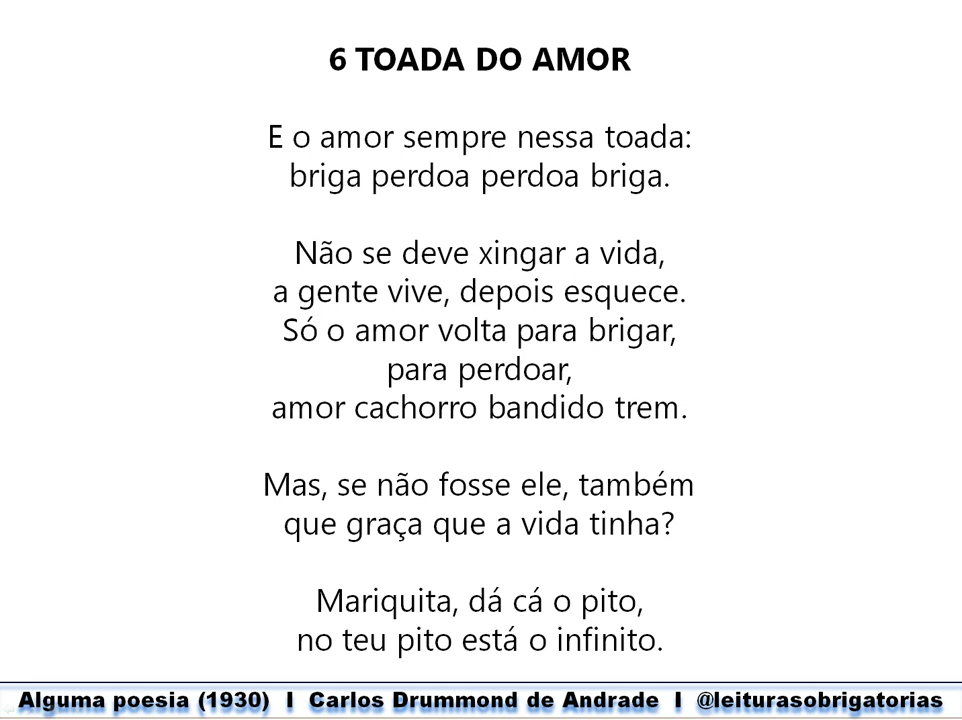 6 TOADA DO AMOR
E o amor sempre nessa toada:
briga perdoa perdoa briga.
Não se deve xingar a vida,
a gente vive, depois esquece.
Só o amor volta para brigar,
para perdoar,
amor cachorro bandido trem.
Mas, se não fosse ele, também
que graça que a vida tinha?
Mariquita, dá cá o pito,
no teu pito está o infinito.
Alguma poesia (1930) I Carlos Drummond de Andrade I @leiturasobrigatorias